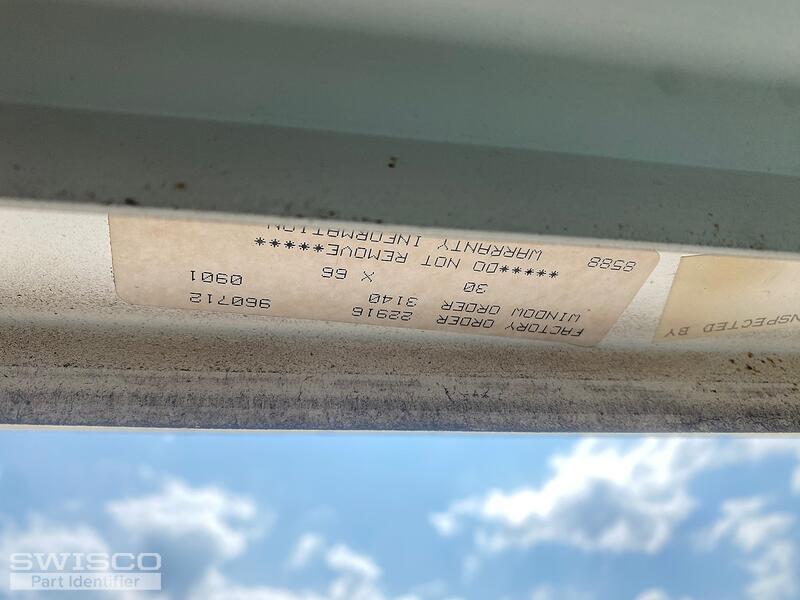 FACTORY ORDER 22916 960712
WINDOW ORDER 3140
30 X 66 0901
*****DO NOT REMOVE******
8588 WARRANTY INFORMATION
INSPECTED BY
SWISCO
Part Identifier